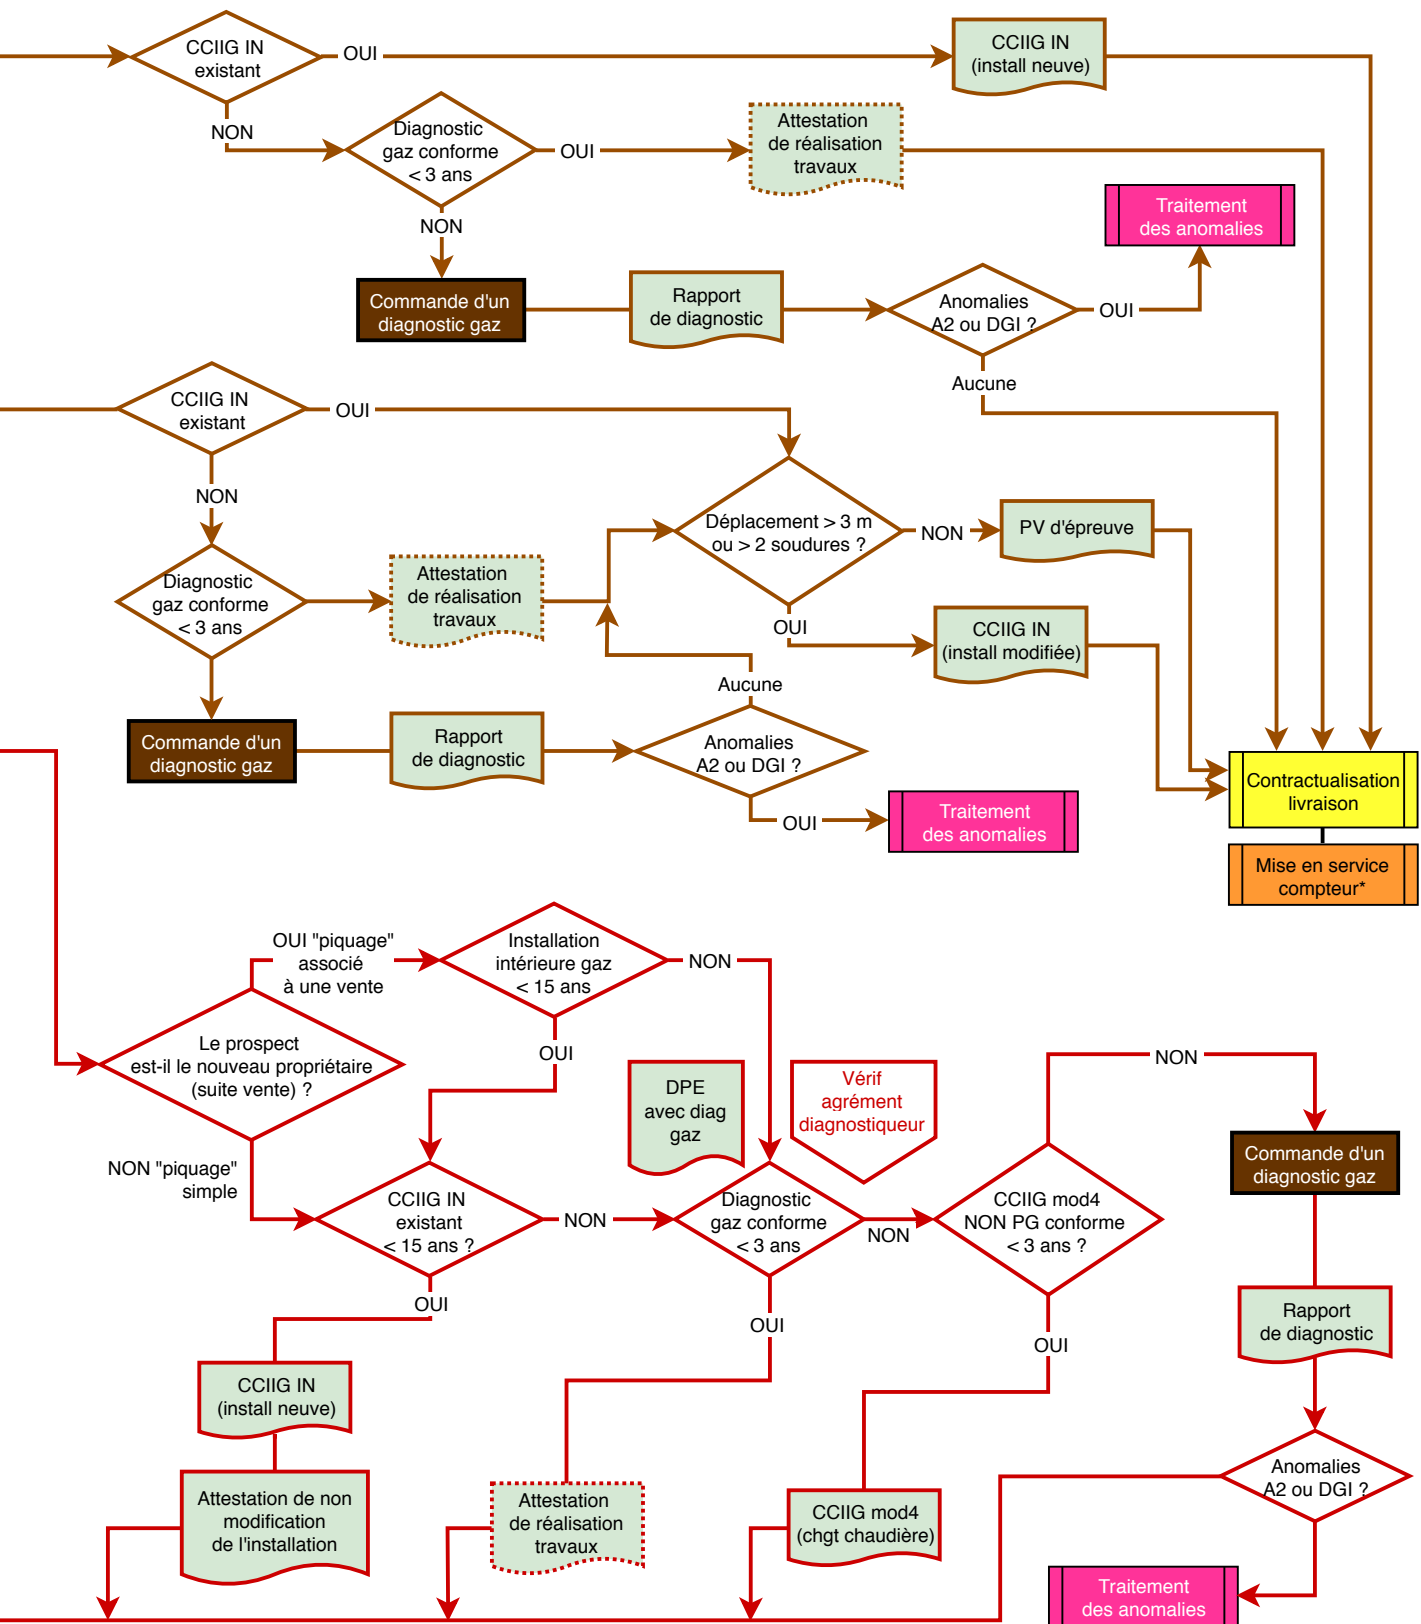 CCIIG IN
existant
OUI
CCIIG IN
(install neuve)
NON
Diagnostic
gaz conforme
< 3 ans
OUI
Attestation
de réalisation
travaux
NON
Traitement
des anomalies
Commande d'un
diagnostic gaz
Rapport
de diagnostic
Anomalies
A2 ou DGI ?
OUI
Aucune
CCIIG IN
existant
OUI
NON
Déplacement > 3 m
ou > 2 soudures ?
NON
PV d'épreuve
Diagnostic
gaz conforme
< 3 ans
Attestation
de réalisation
travaux
OUI
CCIIG IN
(install modifiée)
Aucune
Commande d'un
diagnostic gaz
Rapport
de diagnostic
Anomalies
A2 ou DGI ?
OUI
Traitement
des anomalies
Contractualisation
livraison
Mise en service
compteur*
OUI "piquage"
associé
à une vente
Installation
intérieure gaz
< 15 ans
NON
Le prospect
est-il le nouveau propriétaire
(suite vente) ?
OUI
DPE
avec diag
gaz
Vérif
agrément
diagnostiqueur
NON
Commande d'un
diagnostic gaz
NON "piquage"
simple
CCIIG IN
existant
< 15 ans ?
NON
Diagnostic
gaz conforme
< 3 ans
NON
CCIIG mod4
NON PG conforme
< 3 ans ?
OUI
OUI
OUI
Rapport
de diagnostic
CCIIG IN
(install neuve)
Attestation de non
modification
de l'installation
Attestation
de réalisation
travaux
CCIIG mod4
(chgt chaudière)
Anomalies
A2 ou DGI ?
Traitement
des anomalies